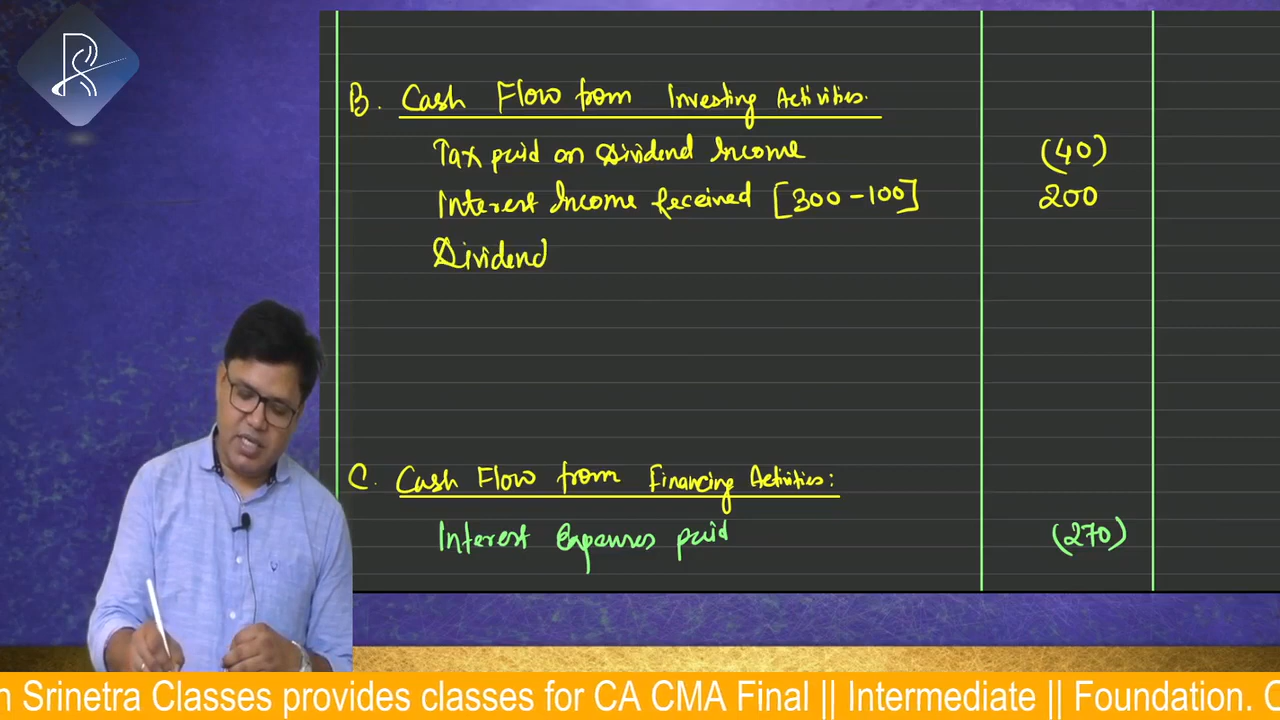 B. Cash Flow from Investing Activities.
Tax paid on Dividend Income (40)
Interest Income Received [300-100] 200
Dividend
C. Cash Flow from Financing Activities:
Interest Expenses paid (270)
n Srinetra Classes provides classes for CA CMA Final || Intermediate || Foundation. C